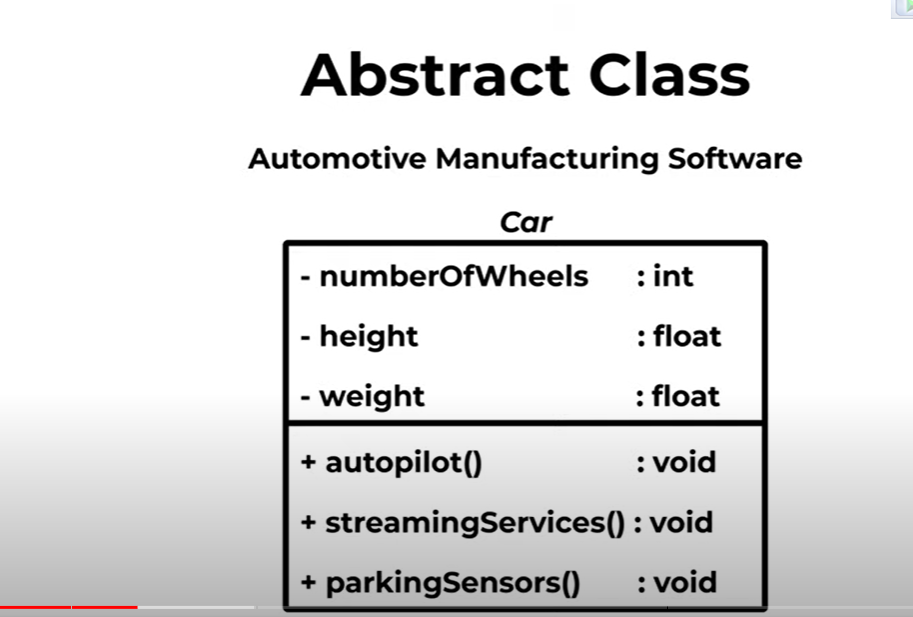 Abstract Class
Automotive Manufacturing Software
Car
- numberOfWheels : int
- height : float
- weight : float
+ autopilot() : void
+ streamingServices() : void
+ parkingSensors() : void